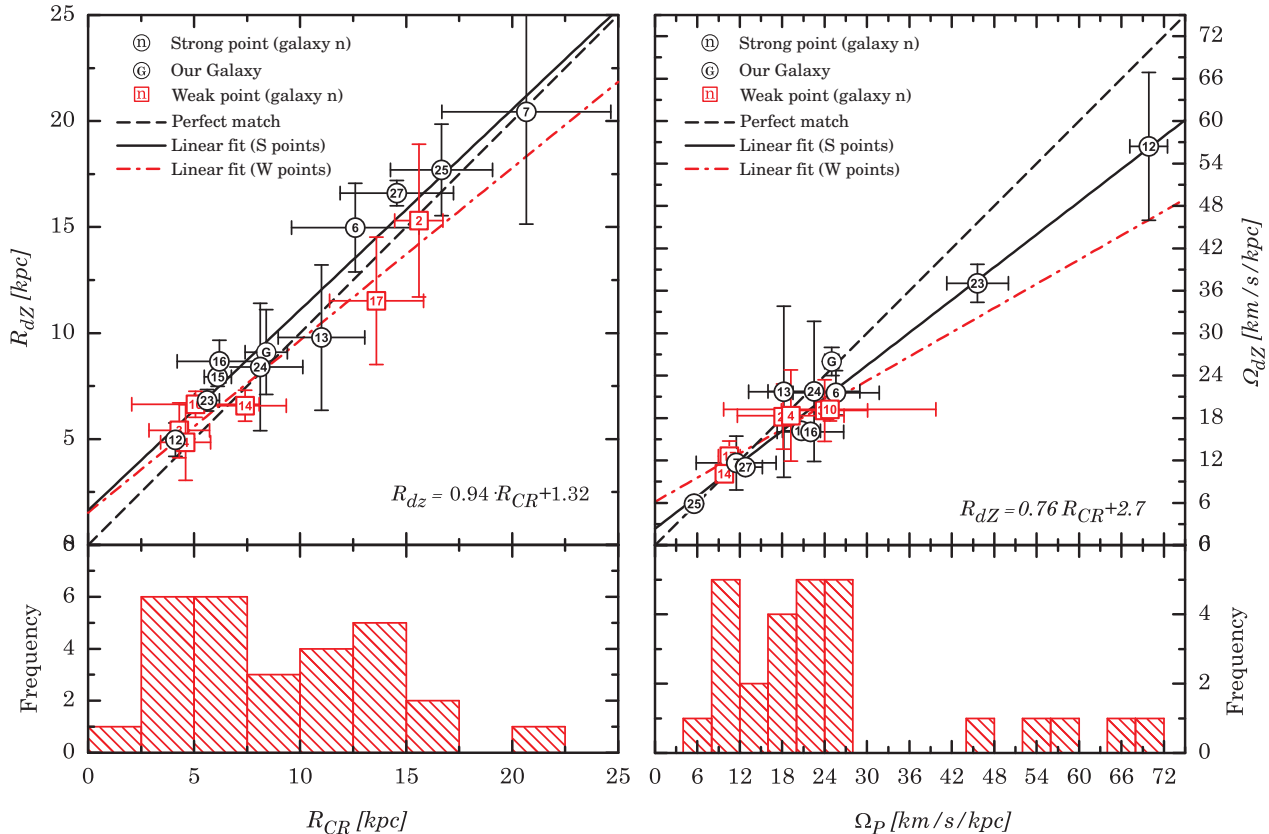 n Strong point (galaxy n)
G Our Galaxy
n Weak point (galaxy n)
Perfect match
Linear fit (S points)
Linear fit (W points)
25
20
15
10
5
0
R_dZ [kpc]
7
25
27
6
2
17
13
16
15
G
24
23
14
12
R_dz = 0.94·R_CR+1.32
n Strong point (galaxy n)
G Our Galaxy
n Weak point (galaxy n)
Perfect match
Linear fit (S points)
Linear fit (W points)
72
66
60
54
48
42
36
30
24
18
12
6
0
Ω_dZ [km/s/kpc]
12
23
G
13
24
6
4
10
16
27
14
25
R_dZ=0.76 R_CR+2.7
8
6
4
2
0
Frequency
0 5 10 15 20 25
R_CR [kpc]
6
4
2
0
Frequency
0 6 12 18 24 30 36 42 48 54 60 66 72
Ω_P [km/s/kpc]